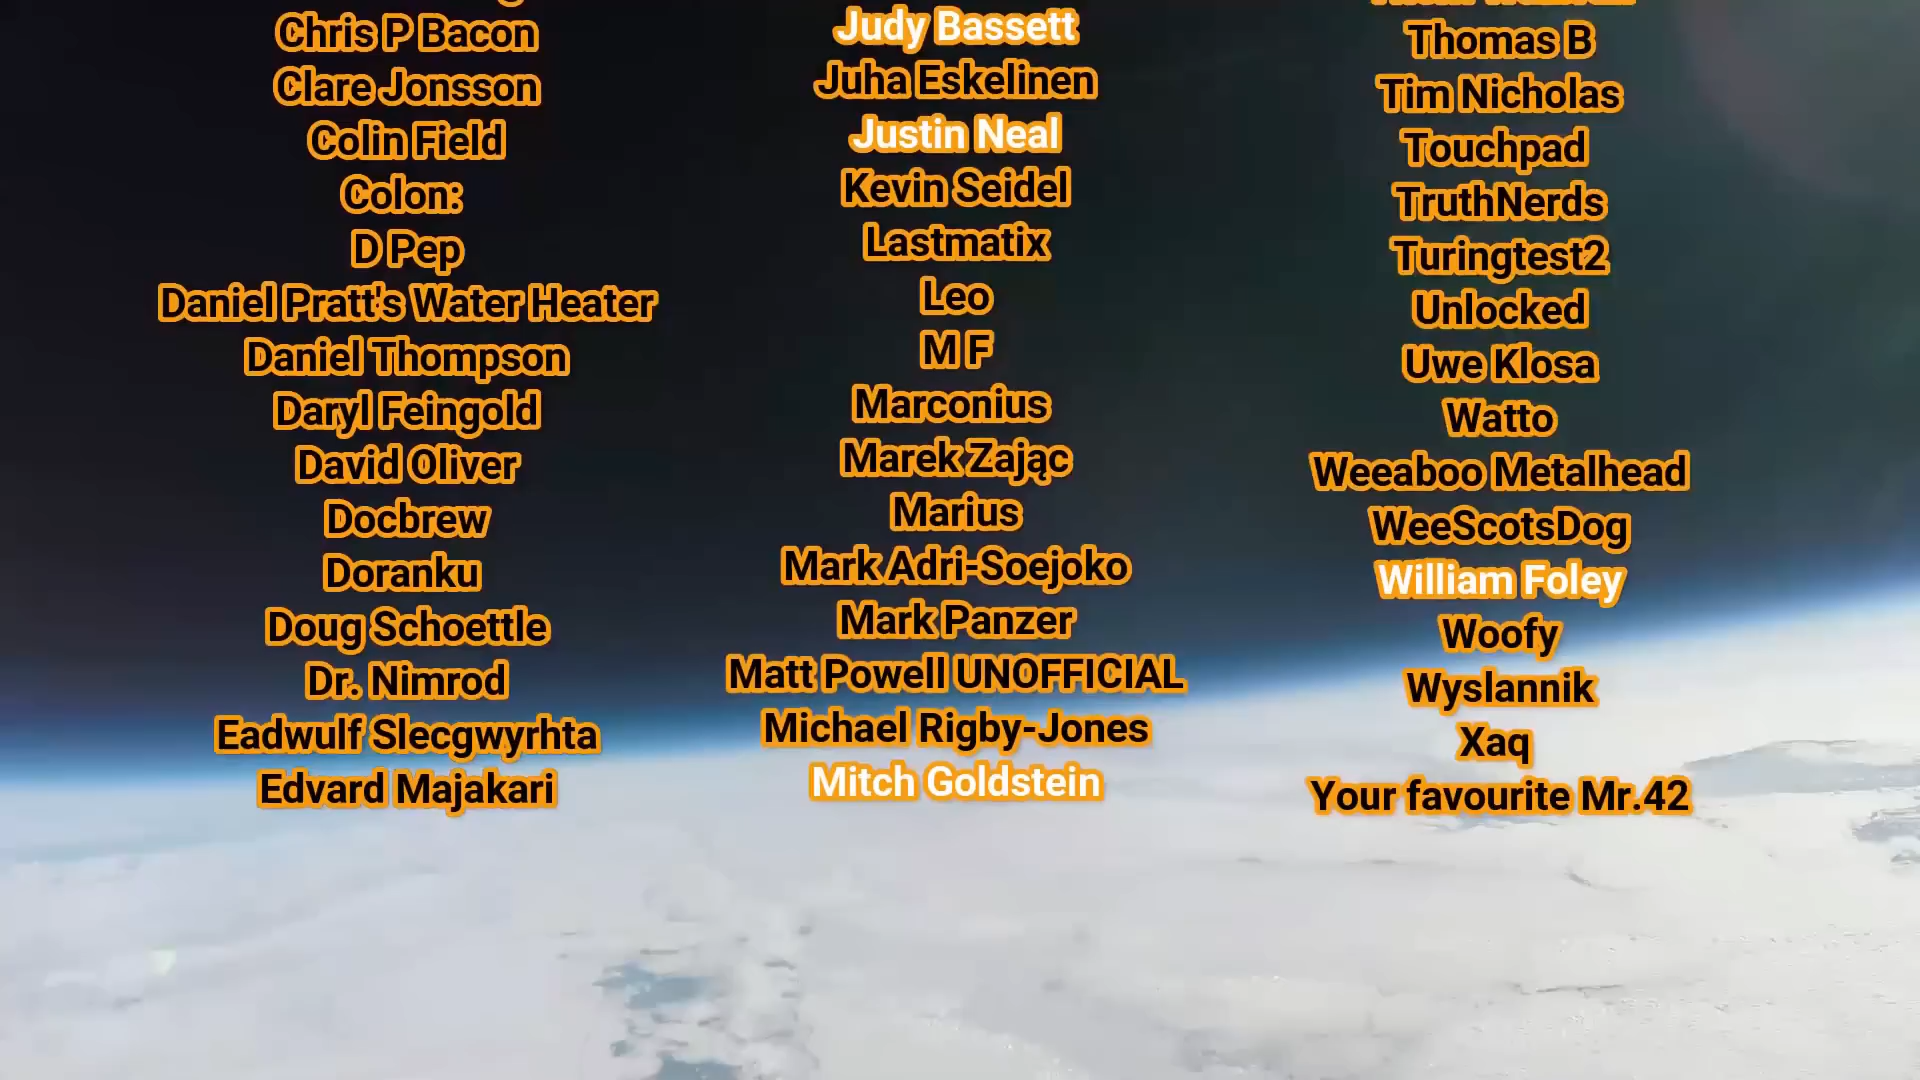 Chris P Bacon
Clare Jonsson
Colin Field
Colon:
D Pep
Daniel Pratt's Water Heater
Daniel Thompson
Daryl Feingold
David Oliver
Docbrew
Doranku
Doug Schoettle
Dr. Nimrod
Eadwulf Slecgwyrhta
Edvard Majakari
Judy Bassett
Juha Eskelinen
Justin Neal
Kevin Seidel
Lastmatix
Leo
M F
Marconius
Marek Zając
Marius
Mark Adri-Soejoko
Mark Panzer
Matt Powell UNOFFICIAL
Michael Rigby-Jones
Mitch Goldstein
Thomas B
Tim Nicholas
Touchpad
TruthNerds
Turingtest2
Unlocked
Uwe Klosa
Watto
Weeaboo Metalhead
WeeScotsDog
William Foley
Woofy
Wyslannik
Xaq
Your favourite Mr.42